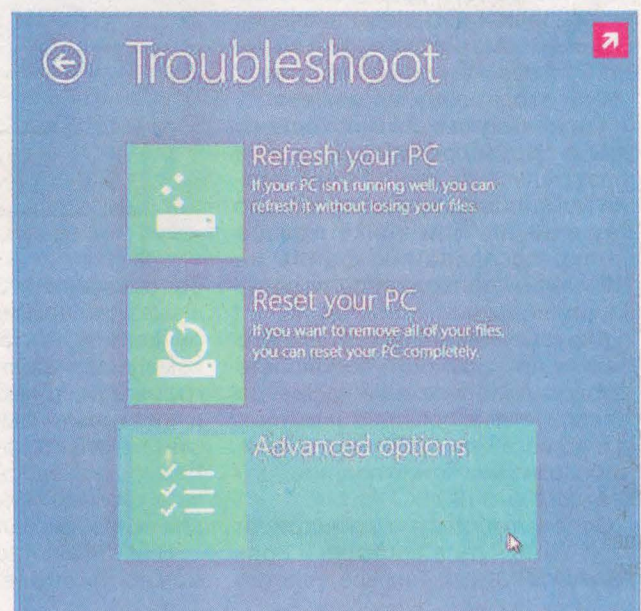 Troubleshoot
Refresh your PC
If your PC isn't running well, you can
refresh it without losing your files.
Reset your PC
If you want to remove all of your files,
you can reset your PC completely.
Advanced options